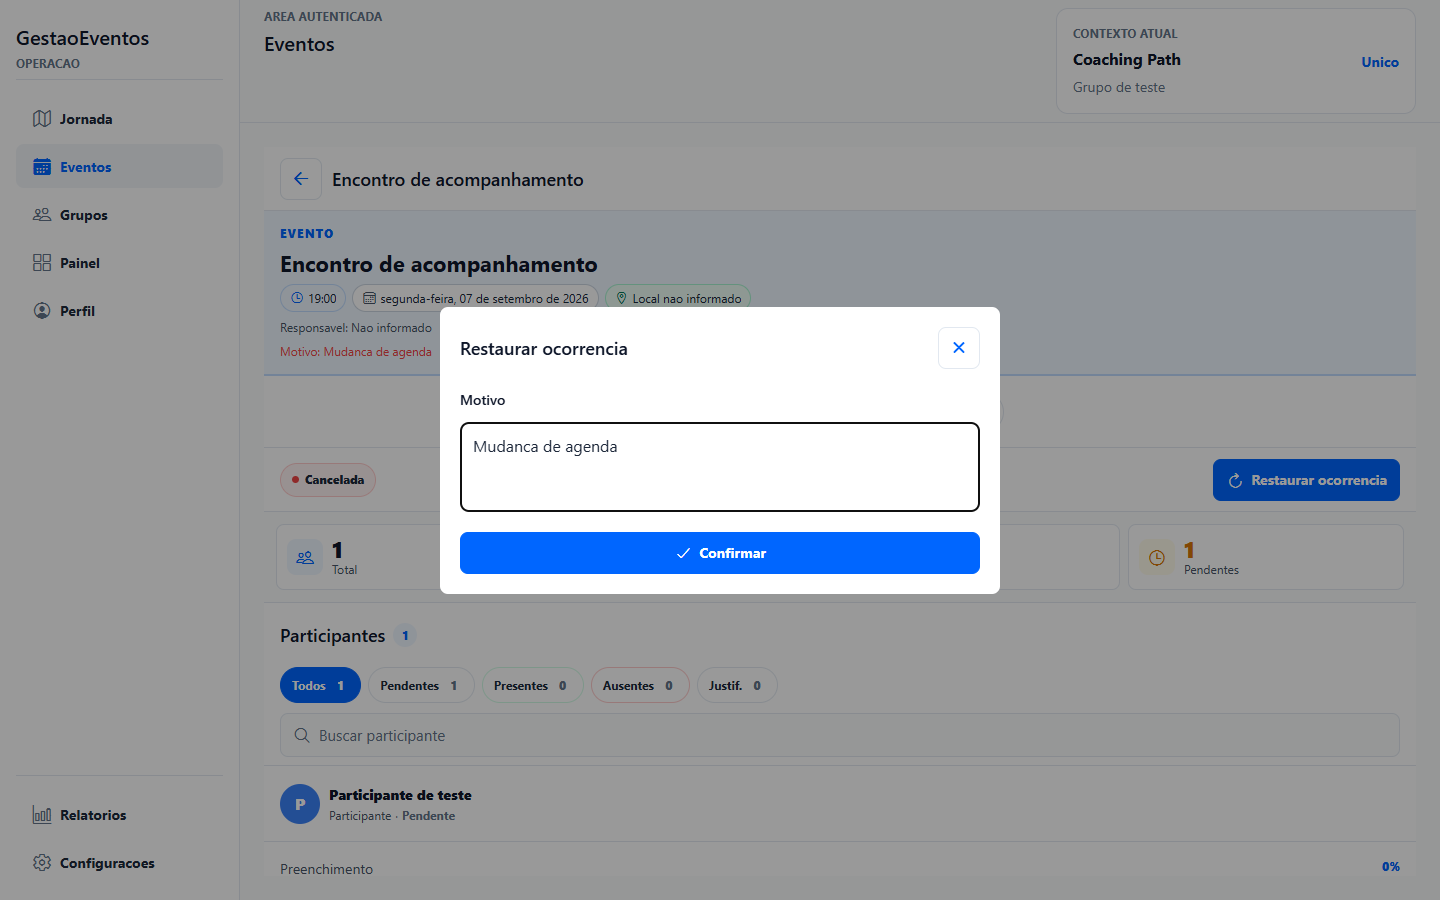 GestaoEventos
OPERACAO
Jornada
Eventos
Grupos
Painel
Perfil
Relatorios
Configuracoes
AREA AUTENTICADA
Eventos
CONTEXTO ATUAL
Coaching Path
Unico
Grupo de teste
Encontro de acompanhamento
EVENTO
Encontro de acompanhamento
19:00
segunda-feira, 07 de setembro de 2026
Local nao informado
Responsavel: Nao informado
Motivo: Mudanca de agenda
Restaurar ocorrencia
Motivo
Mudanca de agenda
Confirmar
Cancelada
Restaurar ocorrencia
1
Total
1
Pendentes
Participantes 1
Todos 1
Pendentes 1
Presentes 0
Ausentes 0
Justif. 0
Buscar participante
P
Participante de teste
Participante · Pendente
Preenchimento
0%